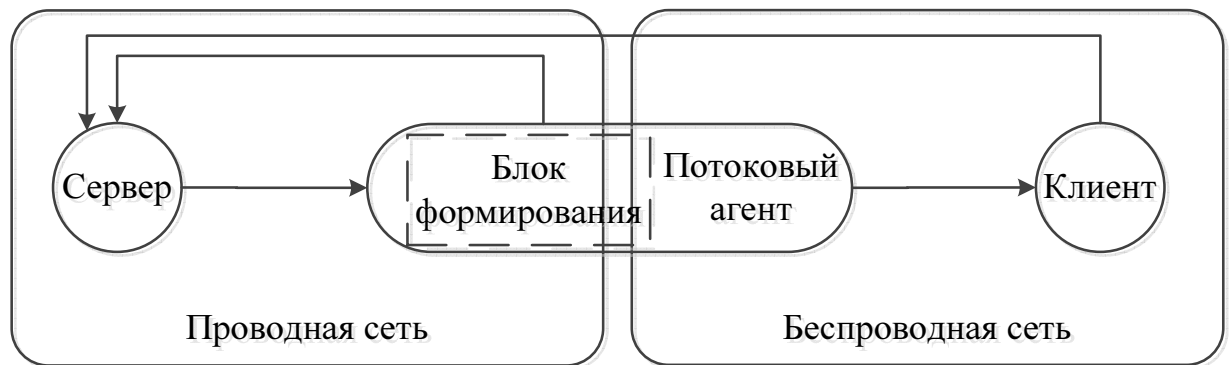 Сервер
Блок
формирования
Потоковый
агент
Клиент
Проводная сеть
Беспроводная сеть